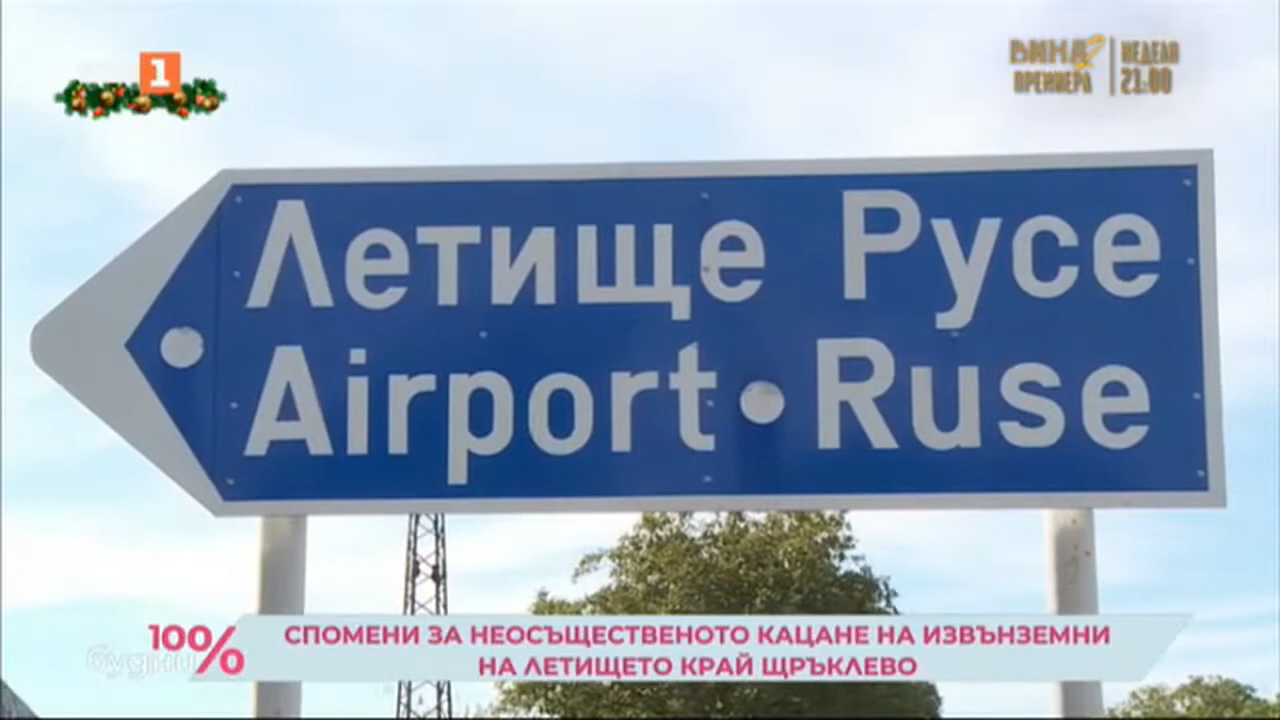 1
ВИНД2
ПРЕМИЕРА
НЕДЕЛЯ
21:00
Летище Русе
Airport Ruse
100%
будни
СПОМЕНИ ЗА НЕОСЪЩЕСТВЕНОТО КАЦАНЕ НА ИЗВЪНЗЕМНИ
НА ЛЕТИЩЕТО КРАЙ ЩРЪКЛЕВО